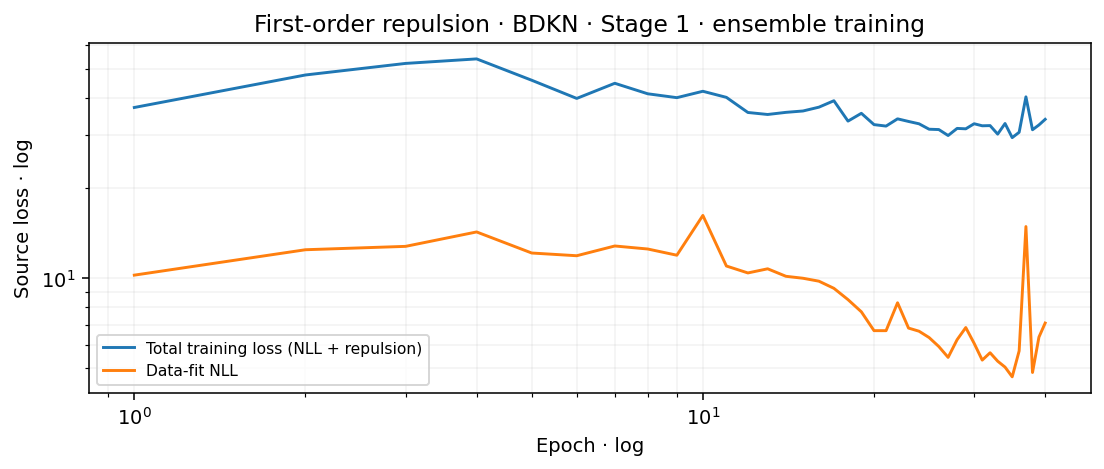 First-order repulsion · BDKN · Stage 1 · ensemble training
Source loss · log
10¹
Total training loss (NLL + repulsion)
Data-fit NLL
10⁰
10¹
Epoch · log